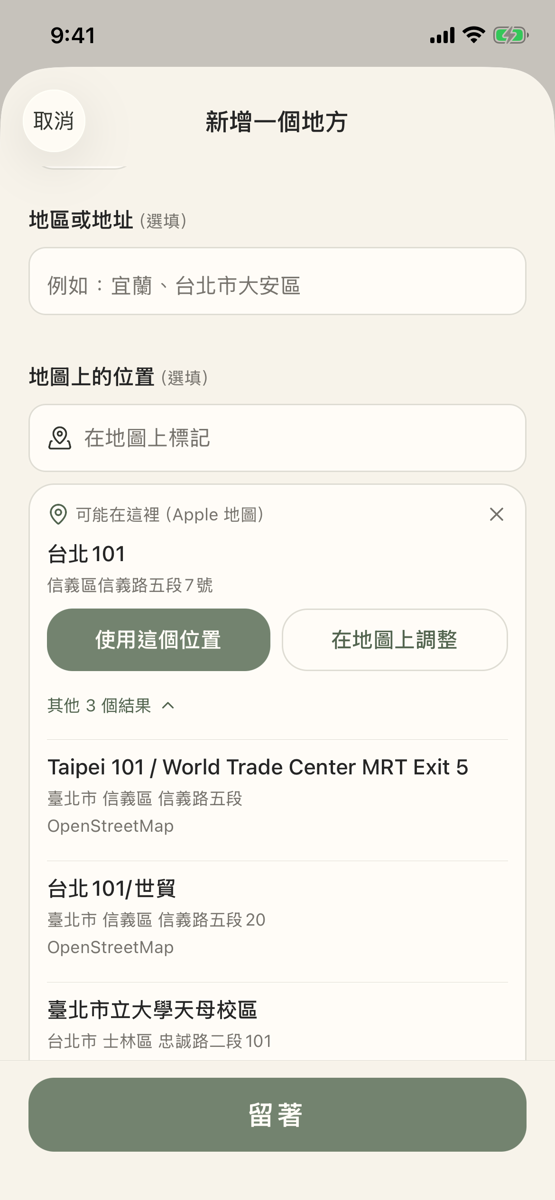 9:41
取消
新增一個地方
地區或地址 (選填)
例如：宜蘭、台北市大安區
地圖上的位置 (選填)
在地圖上標記
可能在這裡 (Apple 地圖)
台北 101
信義區信義路五段7號
使用這個位置
在地圖上調整
其他 3 個結果
Taipei 101 / World Trade Center MRT Exit 5
臺北市 信義區 信義路五段
OpenStreetMap
台北 101/世貿
臺北市 信義區 信義路五段 20
OpenStreetMap
臺北市立大學天母校區
台北市 士林區 忠誠路二段 101
留著